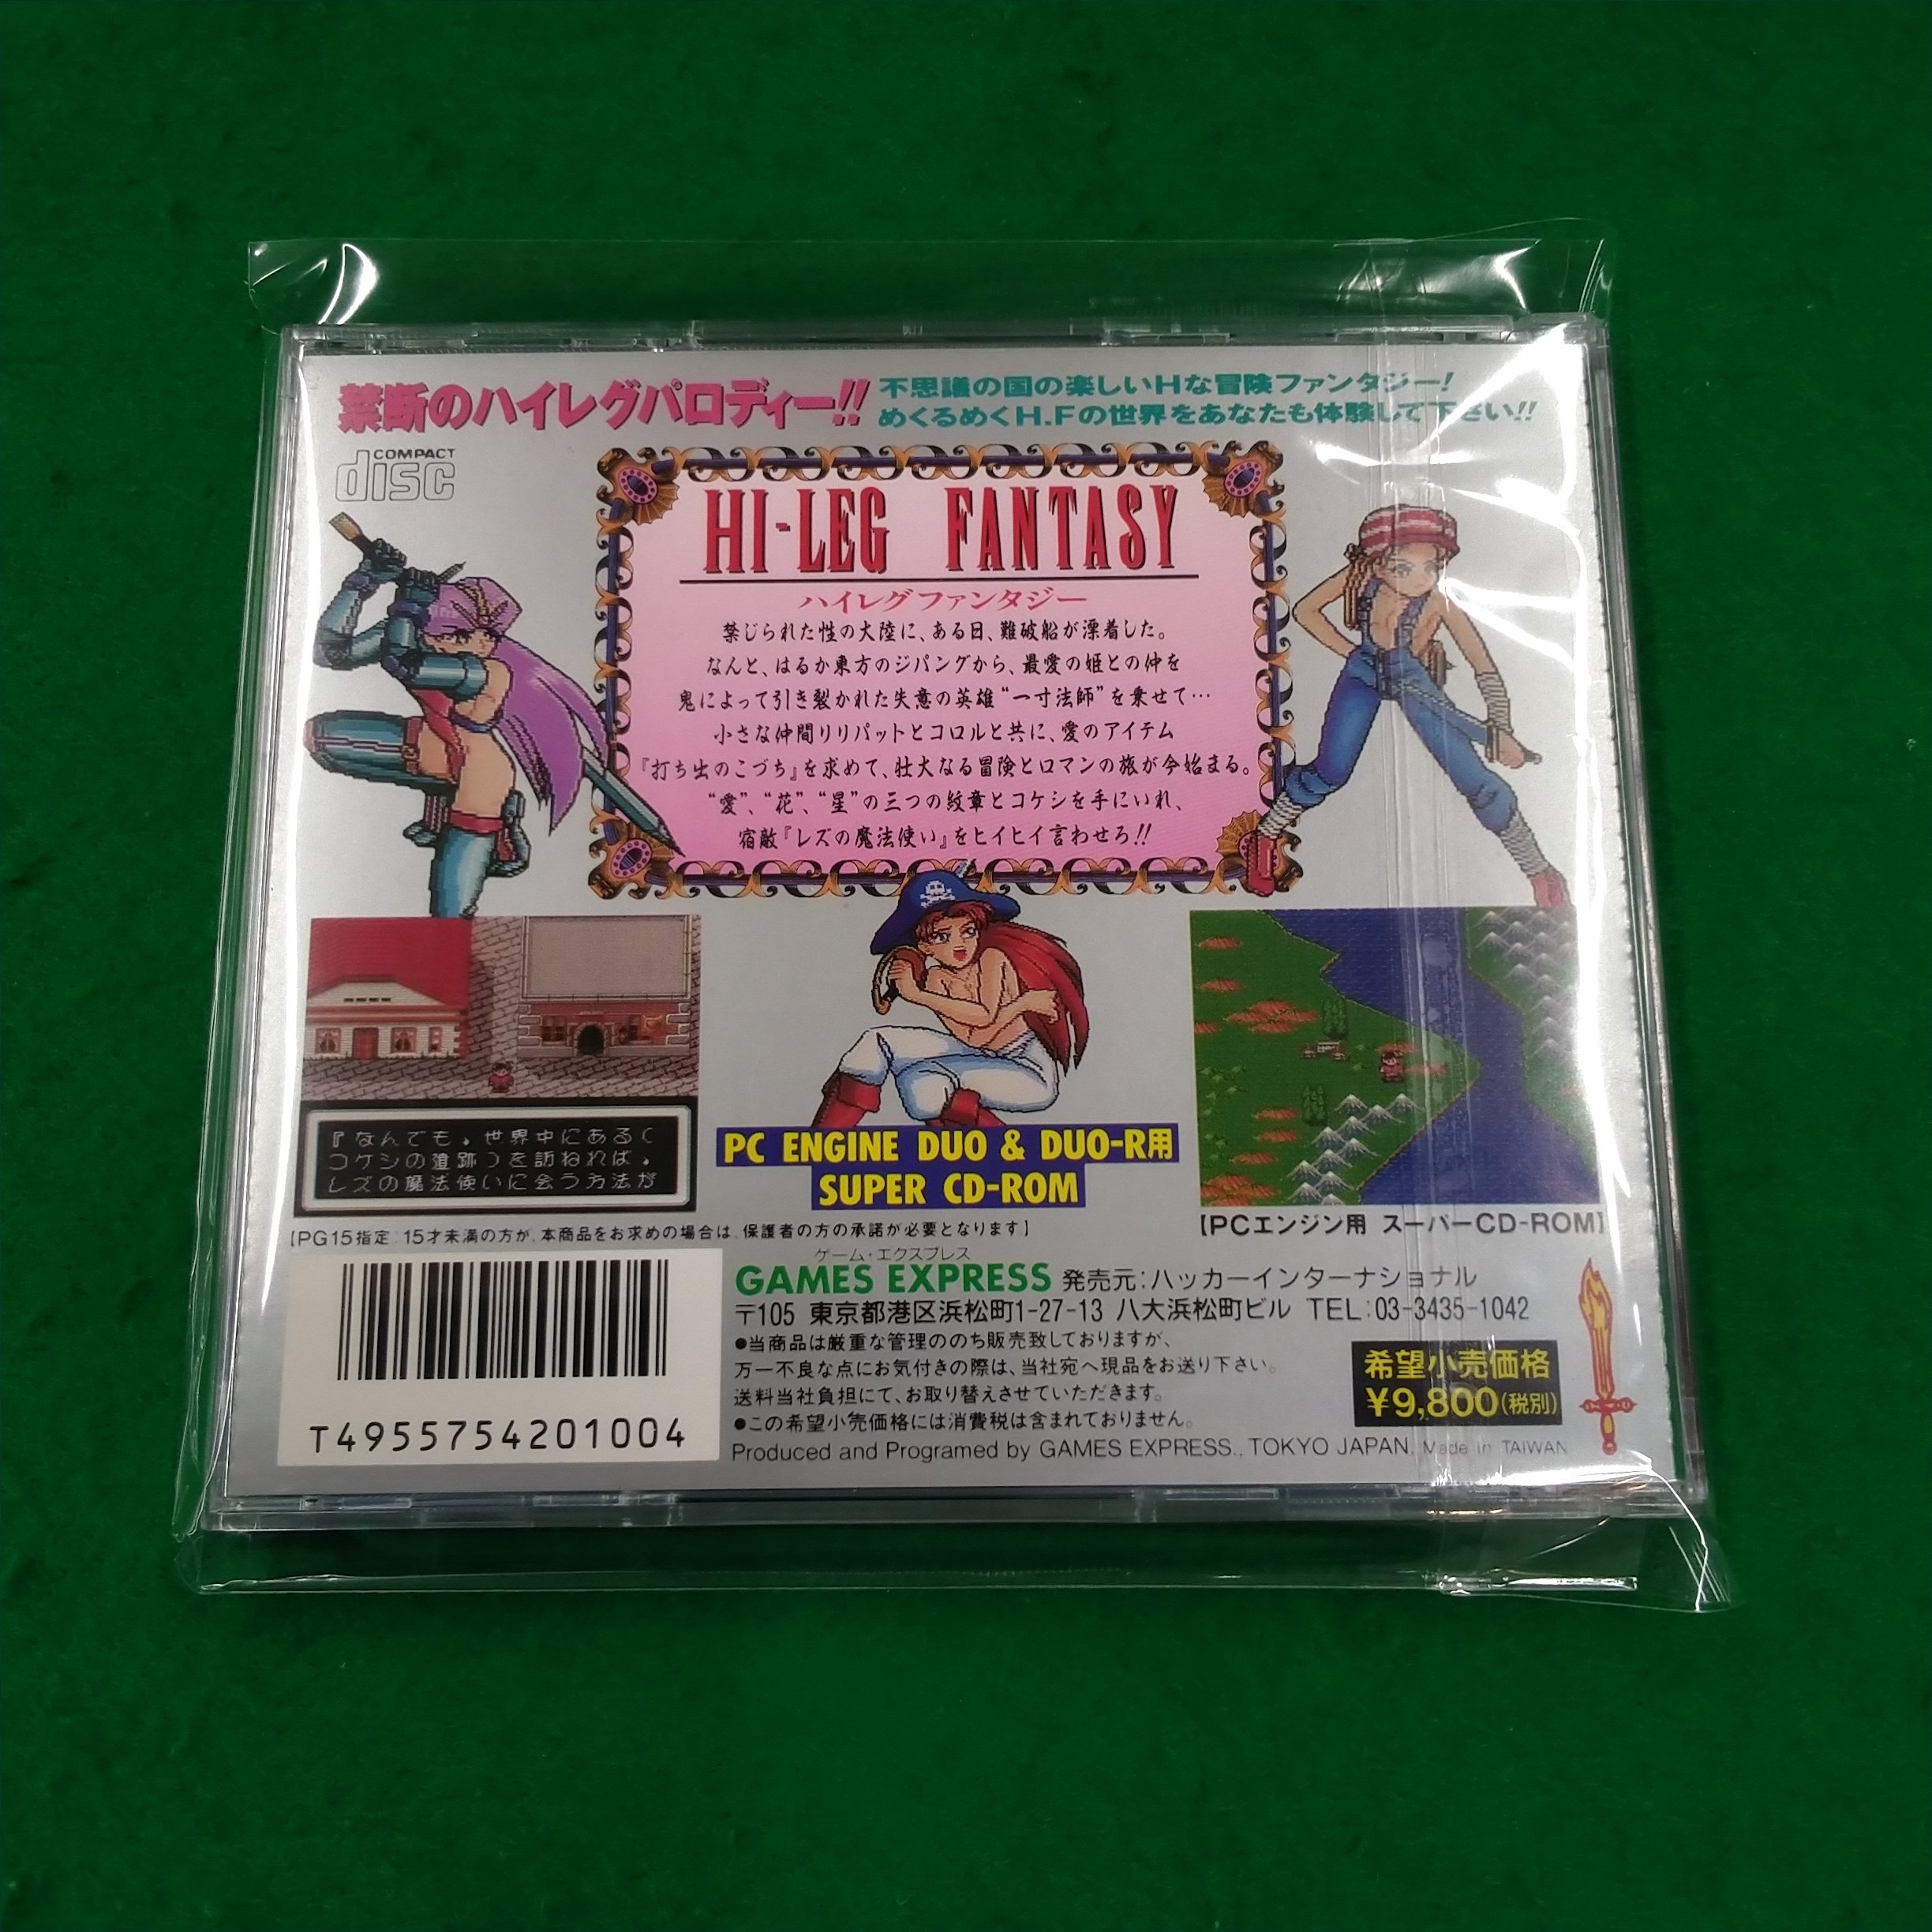 禁断のハイレグパロディー!!
不思議の国の楽しいHな冒険ファンタジー!
めくるめくH.Fの世界をあなたも体験して下さい!!
COMPACT
disc
HI-LEG FANTASY
ハイレグファンタジー
禁じられた性の大陸に、ある日、難破船が漂着した。
なんと、はるか東方のジパングから、最愛の姫との仲を
鬼によって引き裂かれた失意の英雄“一寸法師”を乗せて…
小さな仲間リリパットとコロルと共に、愛のアイテム
『打ち出のこづち』を求めて、壮大なる冒険とロマンの旅が今始まる。
“愛”、“花”、“星”の三つの紋章とコケシを手にいれ、
宿敵『レズの魔法使い』をヒイヒイ言わせろ!!
『なんでも、世界中にある(
コケシの遺跡)を訪ねれば、
レズの魔法使いに会う方法が
PC ENGINE DUO & DUO-R用
SUPER CD-ROM
【PCエンジン用 スーパーCD-ROM】
【PG15指定:15才未満の方が、本商品をお求めの場合は、保護者の方の承諾が必要となります】
ゲーム・エクスプレス
GAMES EXPRESS 発売元:ハッカーインターナショナル
〒105 東京都港区浜松町1-27-13 八大浜松町ビル TEL:03-3435-1042
●当商品は厳重な管理ののち販売致しておりますが、
万一不良な点にお気付きの際は、当社宛へ現品をお送り下さい。
送料当社負担にて、お取り替えさせていただきます。
●この希望小売価格には消費税は含まれておりません。
希望小売価格
¥9,800(税別)
Produced and Programed by GAMES EXPRESS., TOKYO JAPAN. Made in TAIWAN
T4955754201004